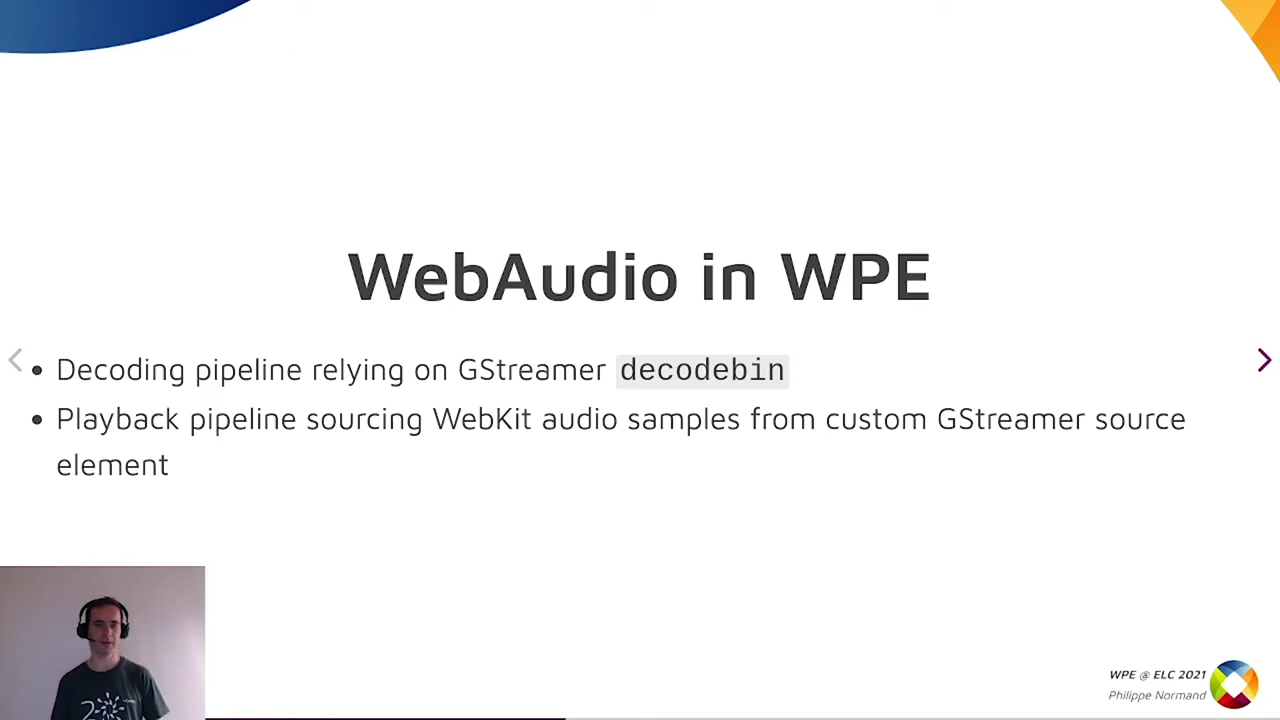 WebAudio in WPE
• Decoding pipeline relying on GStreamer decodebin
• Playback pipeline sourcing WebKit audio samples from custom GStreamer source
element
WPE @ ELC 2021
Philippe Normand